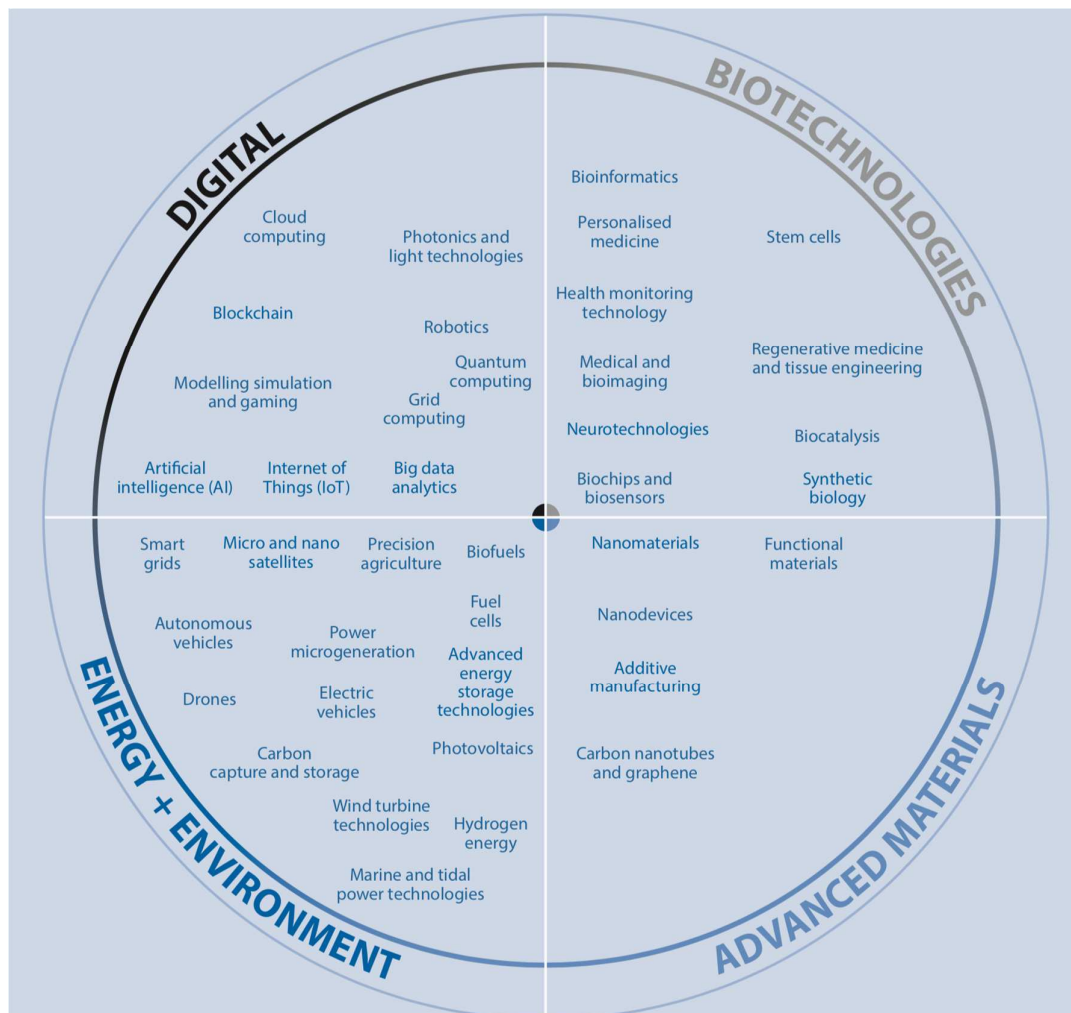 DIGITAL
Cloud
computing
Photonics and
light technologies
Blockchain
Robotics
Quantum
computing
Modelling simulation
and gaming
Grid
computing
Artificial
intelligence (AI)
Internet of
Things (IoT)
Big data
analytics
BIOTECHNOLOGIES
Bioinformatics
Personalised
medicine
Stem cells
Health monitoring
technology
Medical and
bioimaging
Regenerative medicine
and tissue engineering
Neurotechnologies
Biocatalysis
Biochips and
biosensors
Synthetic
biology
ENERGY + ENVIRONMENT
Smart
grids
Micro and nano
satellites
Precision
agriculture
Biofuels
Fuel
cells
Autonomous
vehicles
Power
microgeneration
Advanced
energy
storage
technologies
Drones
Electric
vehicles
Photovoltaics
Carbon
capture and storage
Wind turbine
technologies
Hydrogen
energy
Marine and tidal
power technologies
ADVANCED MATERIALS
Nanomaterials
Functional
materials
Nanodevices
Additive
manufacturing
Carbon nanotubes
and graphene